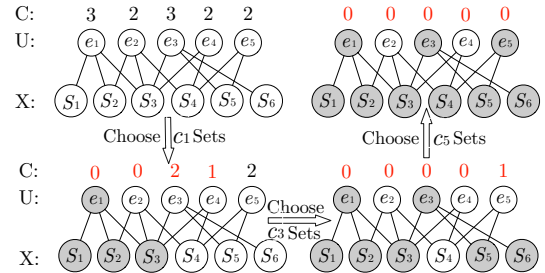 C: 3 2 3 2 2 0 0 0 0 0
U: e1 e2 e3 e4 e5 e1 e2 e3 e4 e5
X: S1 S2 S3 S4 S5 S6 S1 S2 S3 S4 S5 S6
Choose c1 Sets Choose c5 Sets
C: 0 0 2 1 2 0 0 0 0 1
U: e1 e2 e3 e4 e5 Choose e1 e2 e3 e4 e5
c3 Sets
X: S1 S2 S3 S4 S5 S6 S1 S2 S3 S4 S5 S6